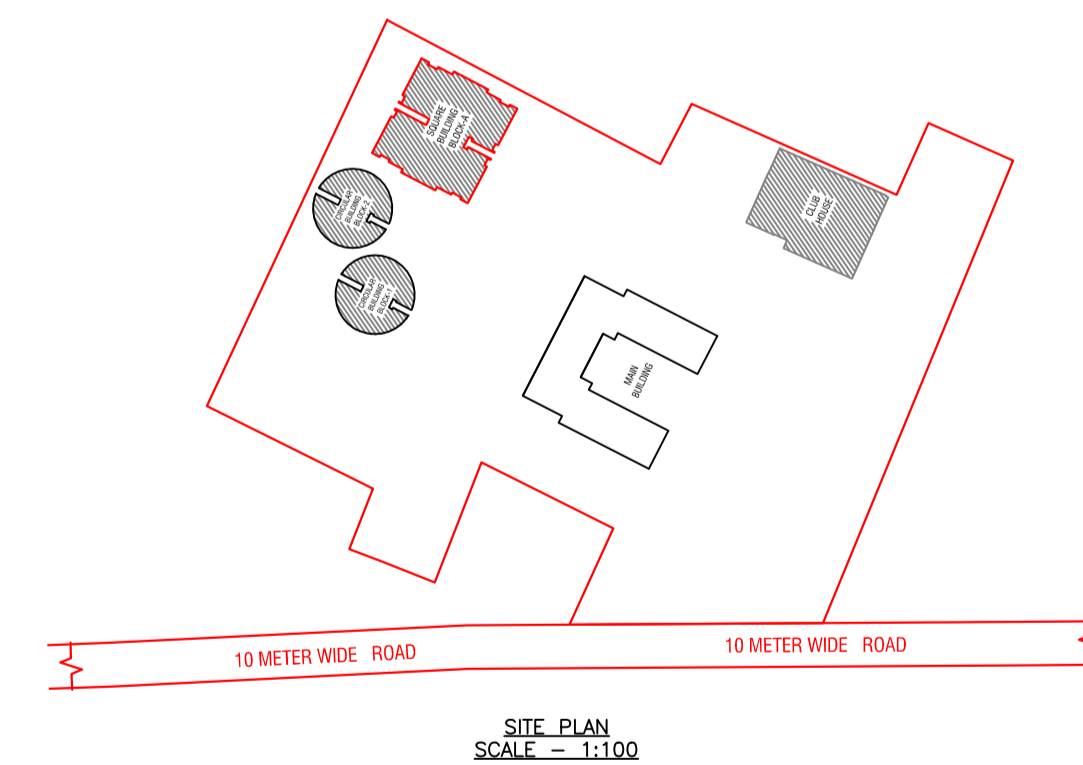 SQUARE
BUILDING
BLOCK-A
CIRCULAR
BUILDING
BLOCK-2
CIRCULAR
BUILDING
BLOCK-1
CLUB
HOUSE
MAIN
BUILDING
10 METER WIDE ROAD
10 METER WIDE ROAD
SITE PLAN
SCALE – 1:100